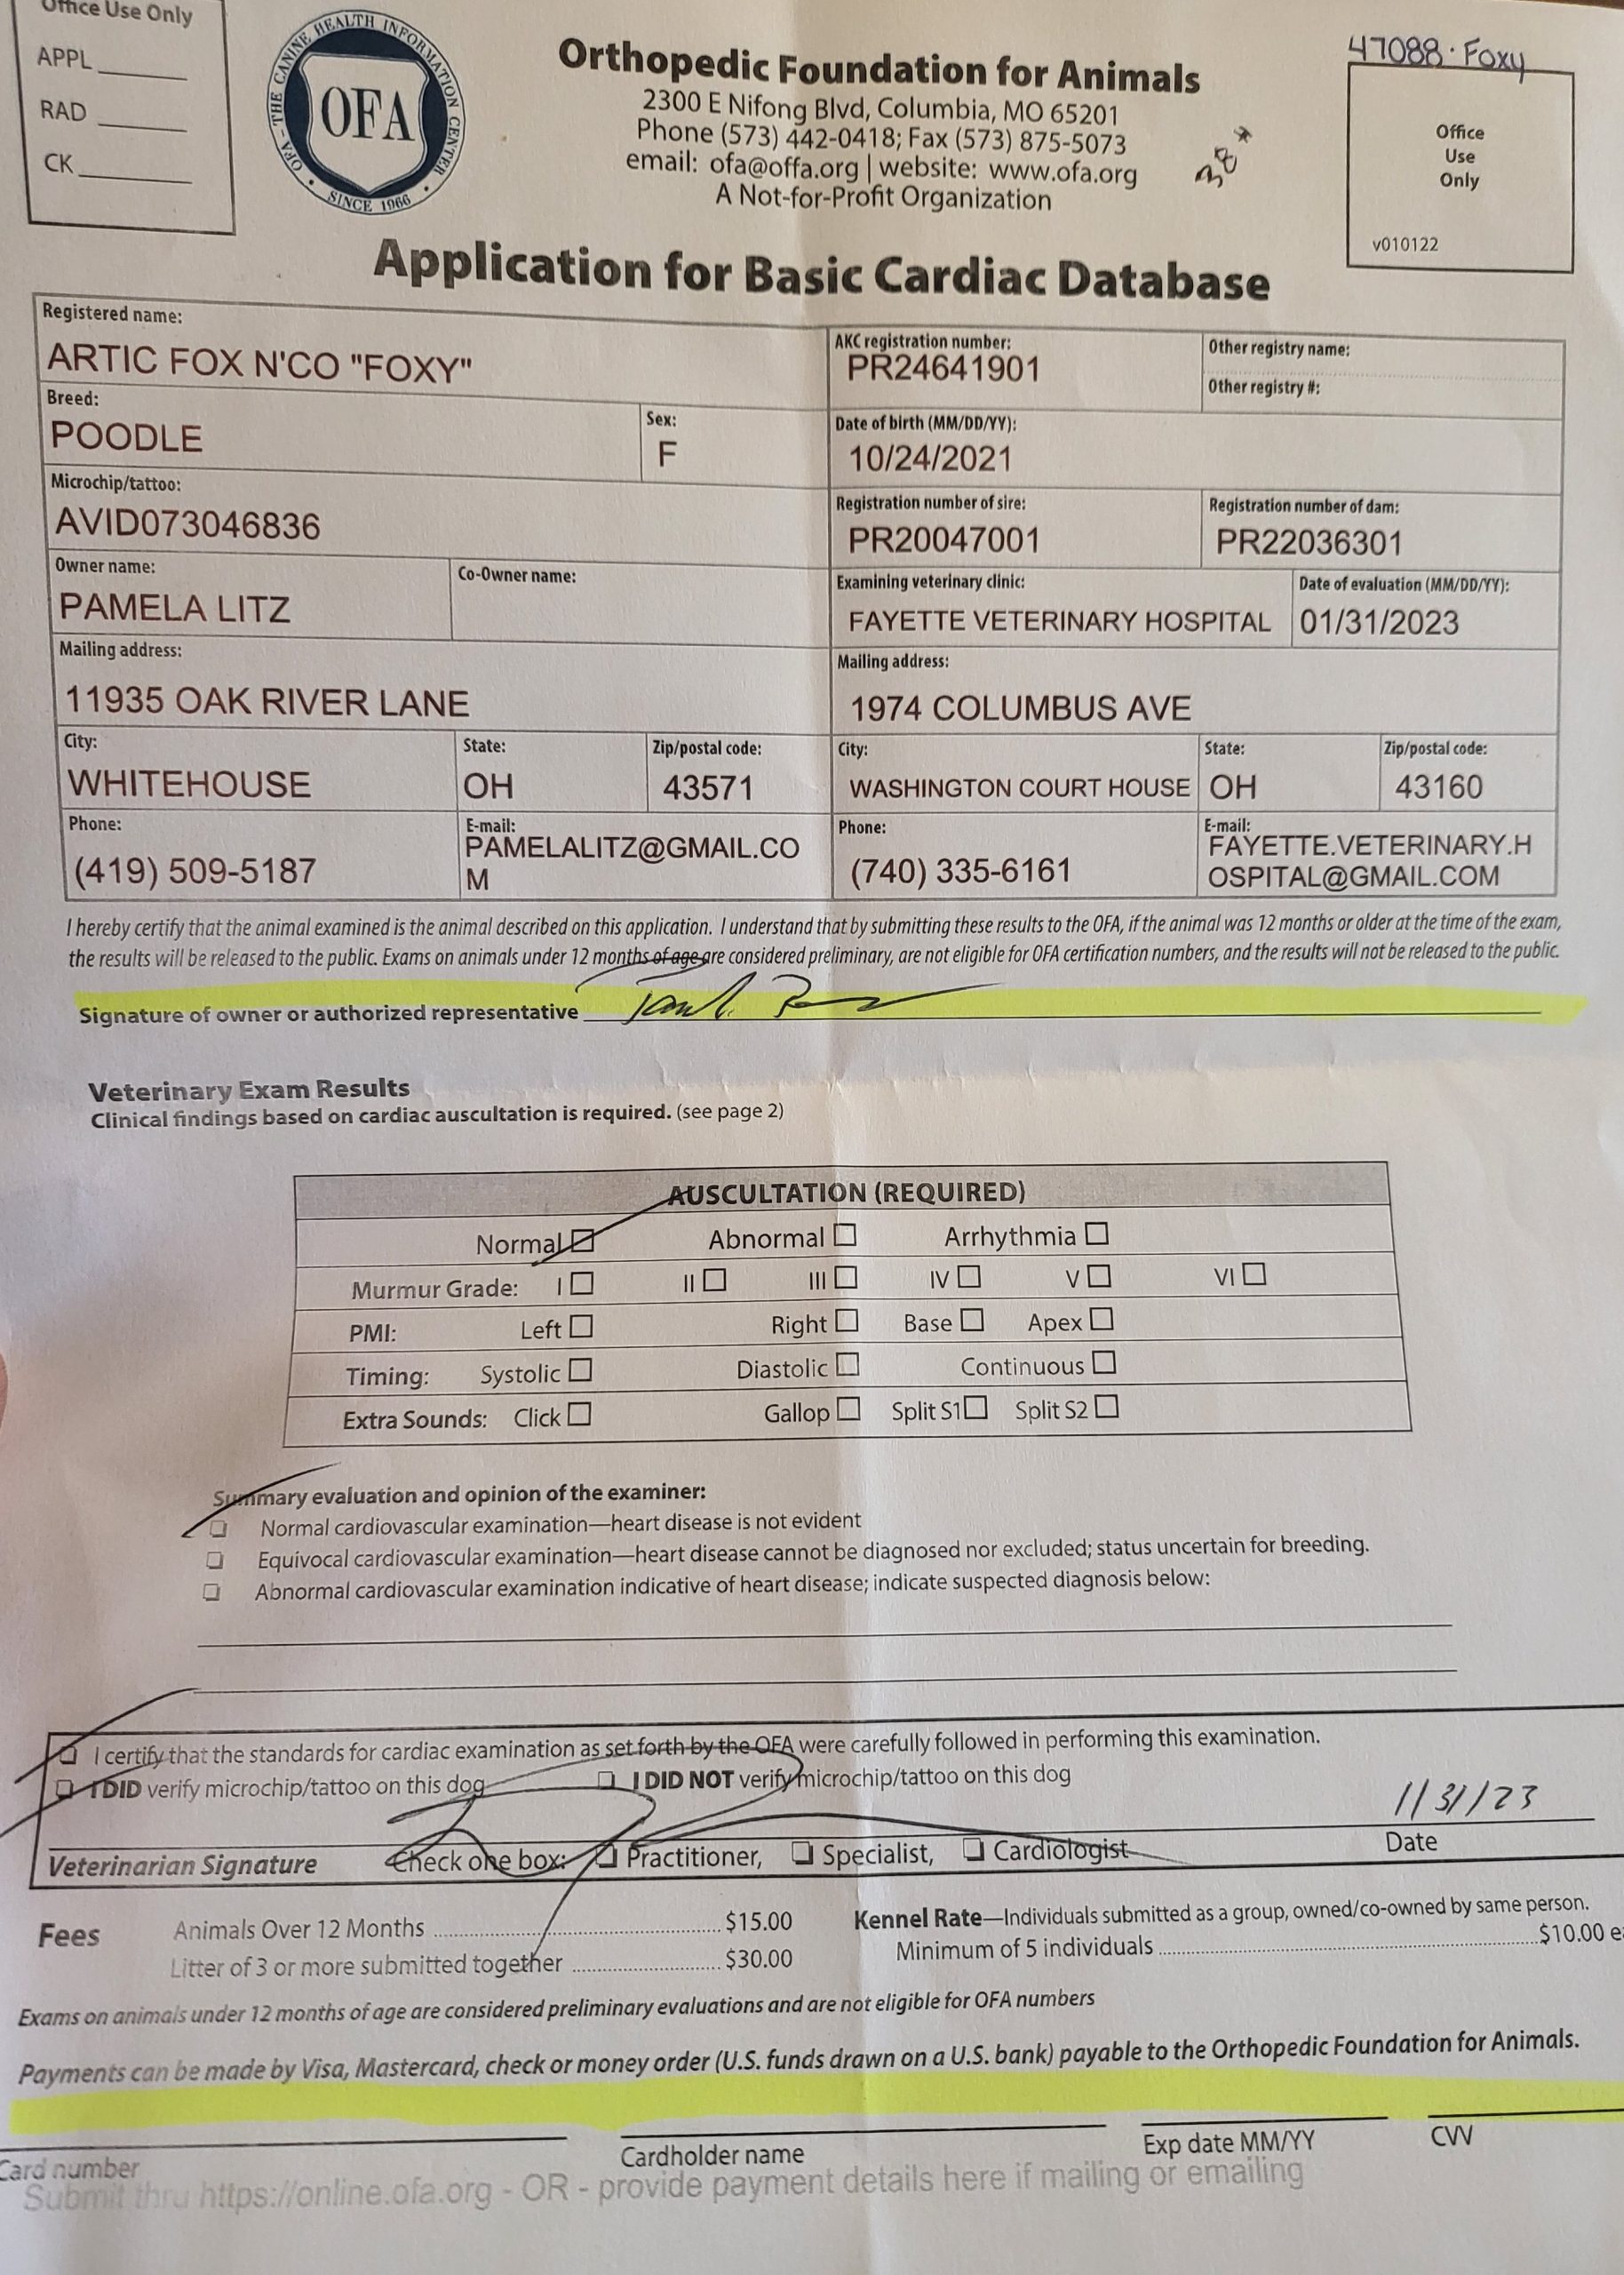 Office Use Only
APPL
RAD
CK
OFA - THE CANINE HEALTH INFORMATION CENTER
OFA
SINCE 1966
Orthopedic Foundation for Animals
2300 E Nifong Blvd, Columbia, MO 65201
Phone (573) 442-0418; Fax (573) 875-5073
email: ofa@offa.org | website: www.ofa.org
A Not-for-Profit Organization
47088 · Foxy
Office
Use
Only
v010122
Application for Basic Cardiac Database
Registered name:
ARTIC FOX N'CO "FOXY"
AKC registration number:
PR24641901
Other registry name:
Other registry #:
Breed:
POODLE
Sex:
F
Date of birth (MM/DD/YY):
10/24/2021
Microchip/tattoo:
AVID073046836
Registration number of sire:
PR20047001
Registration number of dam:
PR22036301
Owner name:
PAMELA LITZ
Co-Owner name:
Examining veterinary clinic:
FAYETTE VETERINARY HOSPITAL
Date of evaluation (MM/DD/YY):
01/31/2023
Mailing address:
11935 OAK RIVER LANE
Mailing address:
1974 COLUMBUS AVE
City:
WHITEHOUSE
State:
OH
Zip/postal code:
43571
City:
WASHINGTON COURT HOUSE
State:
OH
Zip/postal code:
43160
Phone:
(419) 509-5187
E-mail:
PAMELALITZ@GMAIL.CO
M
Phone:
(740) 335-6161
E-mail:
FAYETTE.VETERINARY.H
OSPITAL@GMAIL.COM
I hereby certify that the animal examined is the animal described on this application. I understand that by submitting these results to the OFA, if the animal was 12 months or older at the time of the exam,
the results will be released to the public. Exams on animals under 12 months of age are considered preliminary, are not eligible for OFA certification numbers, and the results will not be released to the public.
Signature of owner or authorized representative
Veterinary Exam Results
Clinical findings based on cardiac auscultation is required. (see page 2)
AUSCULTATION (REQUIRED)
Normal Abnormal Arrhythmia
Murmur Grade: I II III IV V VI
PMI: Left Right Base Apex
Timing: Systolic Diastolic Continuous
Extra Sounds: Click Gallop Split S1 Split S2
Summary evaluation and opinion of the examiner:
Normal cardiovascular examination—heart disease is not evident
Equivocal cardiovascular examination—heart disease cannot be diagnosed nor excluded; status uncertain for breeding.
Abnormal cardiovascular examination indicative of heart disease; indicate suspected diagnosis below:
I certify that the standards for cardiac examination as set forth by the OFA were carefully followed in performing this examination.
I DID verify microchip/tattoo on this dog I DID NOT verify microchip/tattoo on this dog
1/31/23
Veterinarian Signature Check one box: Practitioner, Specialist, Cardiologist Date
Fees
Animals Over 12 Months $15.00
Litter of 3 or more submitted together $30.00
Kennel Rate—Individuals submitted as a group, owned/co-owned by same person.
Minimum of 5 individuals $10.00 ea
Exams on animals under 12 months of age are considered preliminary evaluations and are not eligible for OFA numbers
Payments can be made by Visa, Mastercard, check or money order (U.S. funds drawn on a U.S. bank) payable to the Orthopedic Foundation for Animals.
Card number Cardholder name Exp date MM/YY CVV
Submit thru https://online.ofa.org - OR - provide payment details here if mailing or emailing